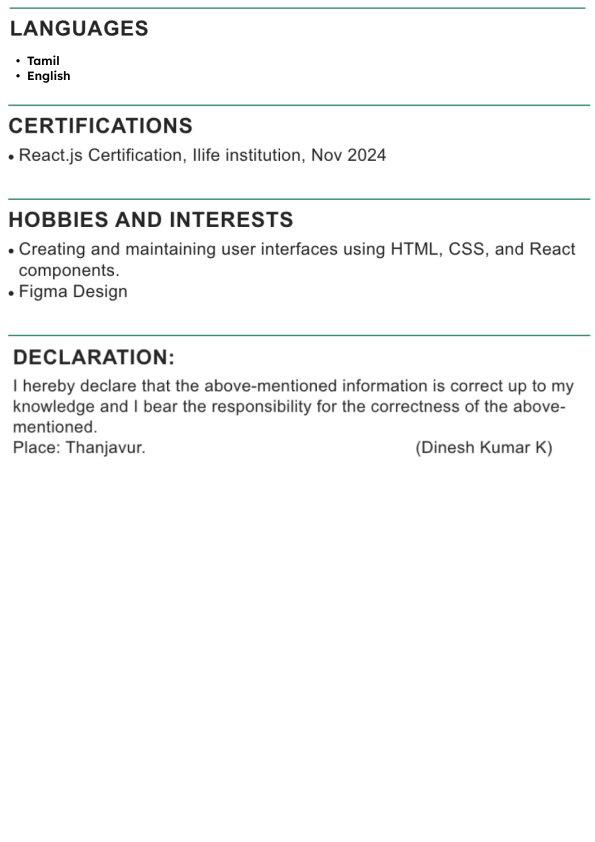 LANGUAGES
• Tamil
• English
CERTIFICATIONS
• React.js Certification, Ilife institution, Nov 2024
HOBBIES AND INTERESTS
• Creating and maintaining user interfaces using HTML, CSS, and React
components.
• Figma Design
DECLARATION:
I hereby declare that the above-mentioned information is correct up to my
knowledge and I bear the responsibility for the correctness of the above-
mentioned.
Place: Thanjavur. (Dinesh Kumar K)